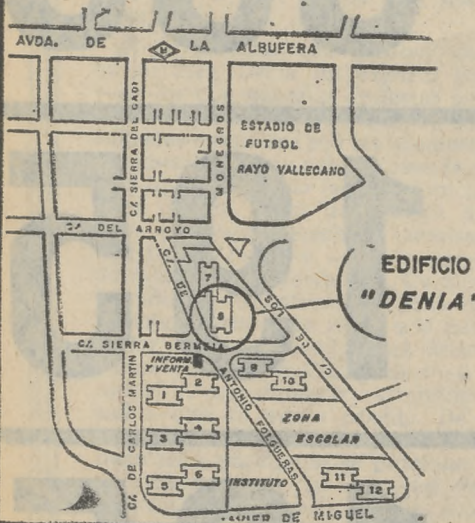 AVDA. DE LA ALBUFERA
M
C/. SIERRA DEL CADI
MONEGROS
ESTADIO DE
FUTBOL
RAYO VALLECANO
C/. DEL ARROYO
C/. DE
7
8
EDIFICIO
"DENIA"
C/. DE LOS
C/. SIERRA BERMEJA
INFORM.
Y VENTA
1
2
3
4
5
6
9
10
C/. DE CARLOS MARTIN
ANTONIO FOLGUERAS
ZONA
ESCOLAR
INSTITUTO
11
12
JAVIER DE MIGUEL